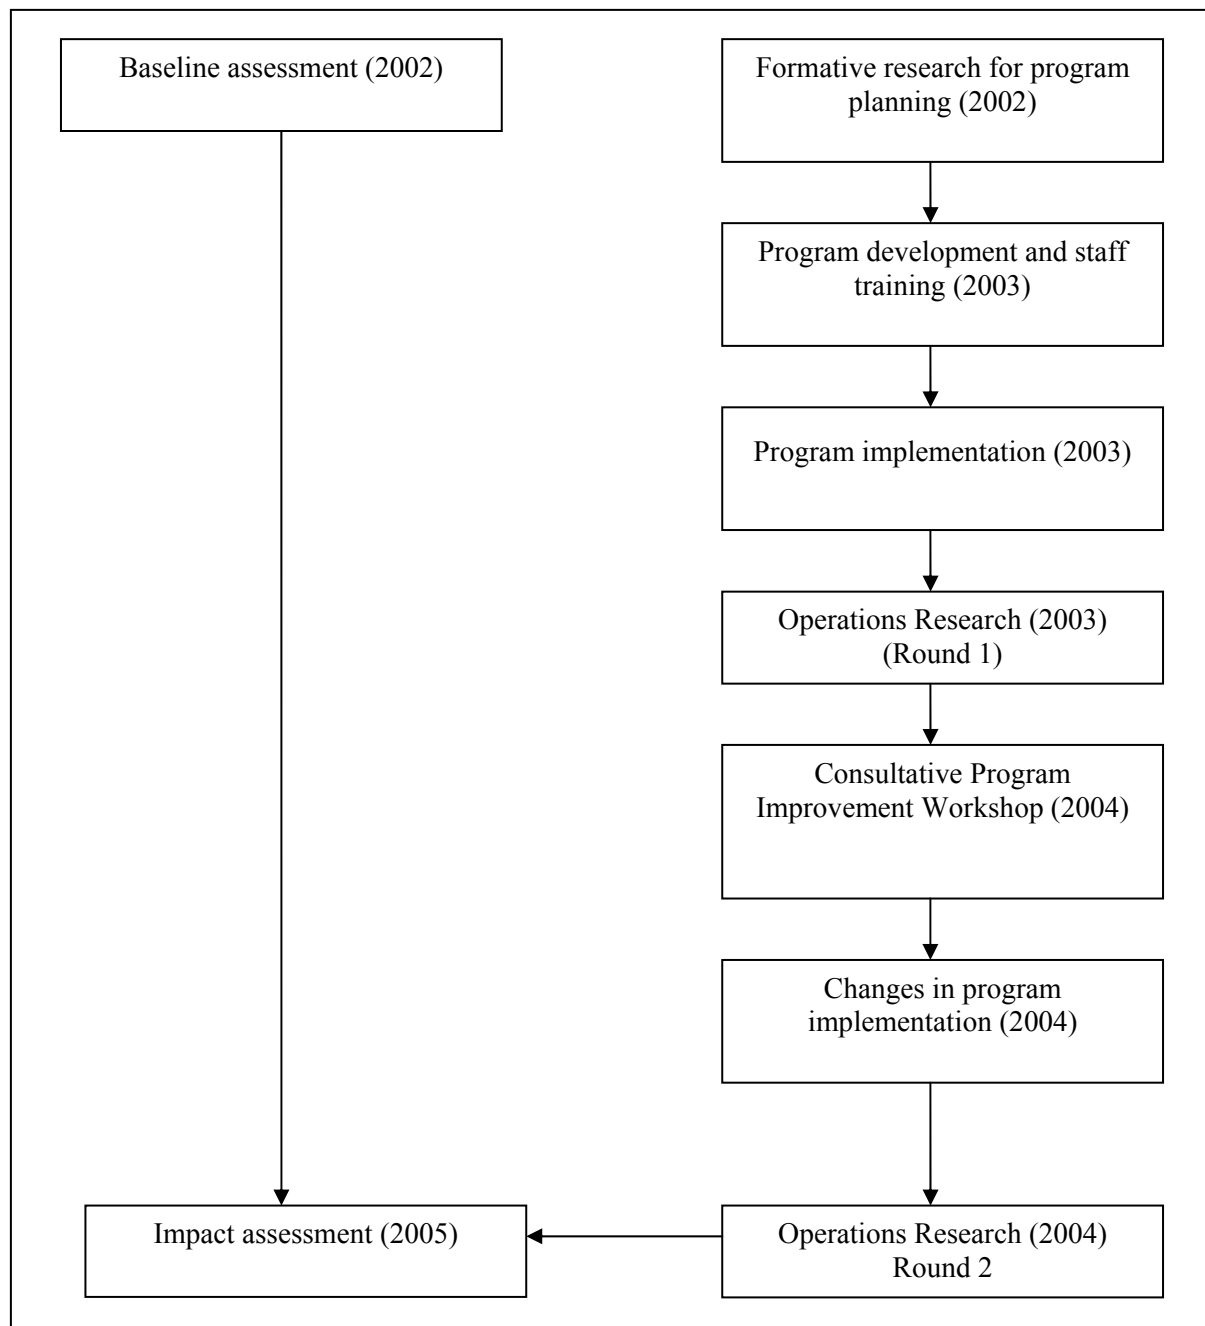 Baseline assessment (2002)
Formative research for program
planning (2002)
Program development and staff
training (2003)
Program implementation (2003)
Operations Research (2003)
(Round 1)
Consultative Program
Improvement Workshop (2004)
Changes in program
implementation (2004)
Impact assessment (2005)
Operations Research (2004)
Round 2